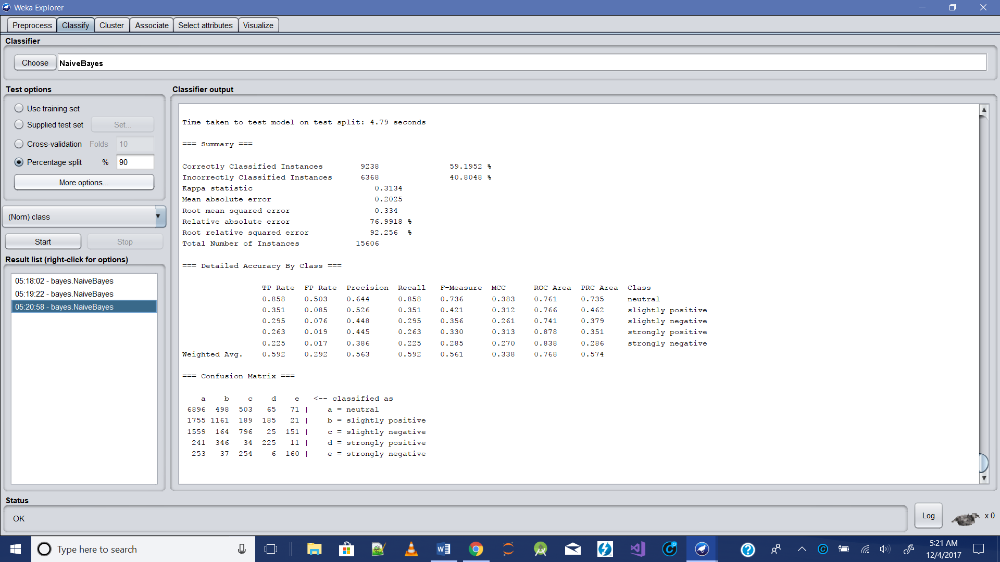 Weka Explorer
Preprocess Classify Cluster Associate Select attributes Visualize
Classifier
Choose NaiveBayes
Test options
Use training set
Supplied test set Set...
Cross-validation Folds 10
Percentage split % 90
More options...
(Nom) class
Start Stop
Result list (right-click for options)
05:18:02 - bayes.NaiveBayes
05:19:22 - bayes.NaiveBayes
05:20:58 - bayes.NaiveBayes
Classifier output
Time taken to test model on test split: 4.79 seconds
=== Summary ===
Correctly Classified Instances 9238 59.1952 %
Incorrectly Classified Instances 6368 40.8048 %
Kappa statistic 0.3134
Mean absolute error 0.2025
Root mean squared error 0.334
Relative absolute error 76.9918 %
Root relative squared error 92.256 %
Total Number of Instances 15606
=== Detailed Accuracy By Class ===
TP Rate FP Rate Precision Recall F-Measure MCC ROC Area PRC Area Class
0.858 0.503 0.644 0.858 0.736 0.383 0.761 0.735 neutral
0.351 0.085 0.526 0.351 0.421 0.312 0.766 0.462 slightly positive
0.295 0.076 0.448 0.295 0.356 0.261 0.741 0.379 slightly negative
0.263 0.019 0.445 0.263 0.330 0.313 0.878 0.351 strongly positive
0.225 0.017 0.386 0.225 0.285 0.270 0.838 0.286 strongly negative
Weighted Avg. 0.592 0.292 0.563 0.592 0.561 0.338 0.768 0.574
=== Confusion Matrix ===
a b c d e <-- classified as
6896 498 503 65 71 | a = neutral
1755 1161 189 185 21 | b = slightly positive
1559 164 796 25 151 | c = slightly negative
241 346 34 225 11 | d = strongly positive
253 37 254 6 160 | e = strongly negative
Status
OK
Log
x 0
Type here to search
5:21 AM
12/4/2017